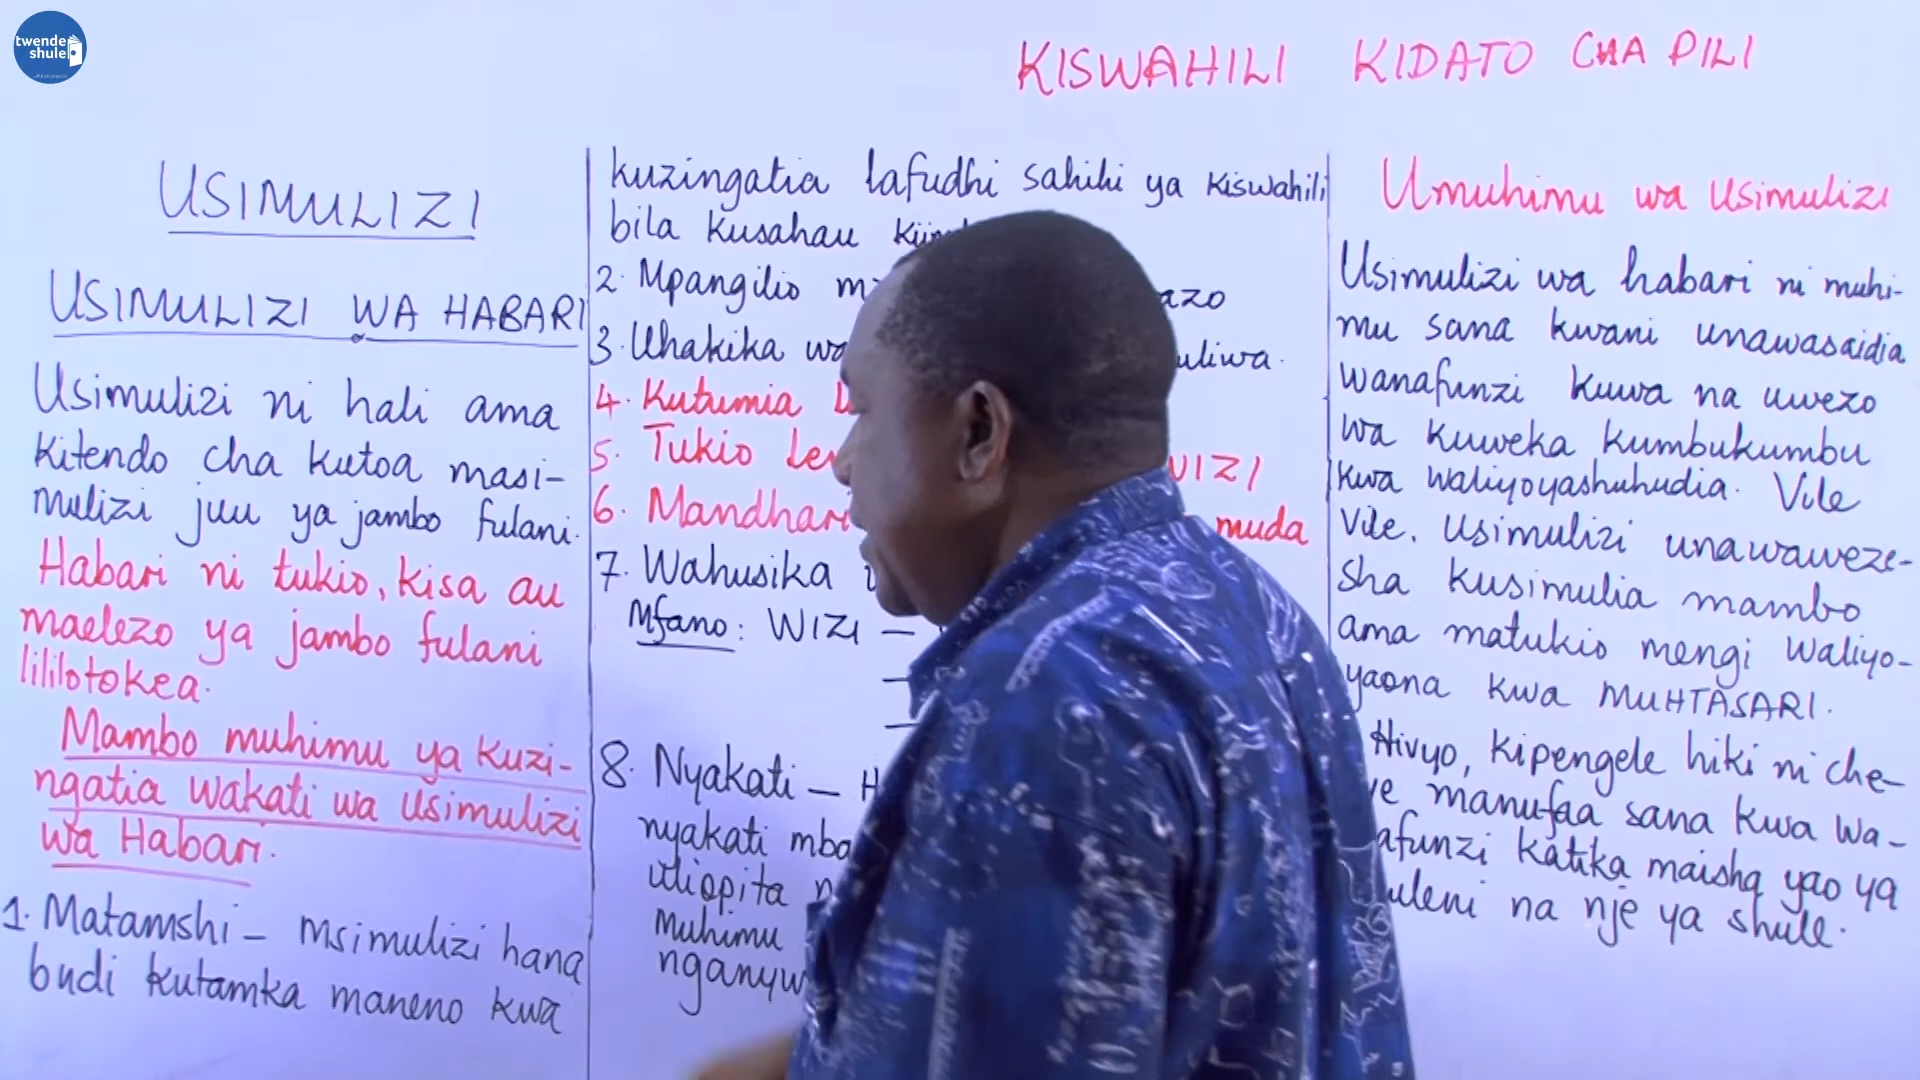 twende
shule
KISWAHILI KIDATO CHA PILI
USIMULIZI
USIMULIZI WA HABARI
Usimulizi ni hali ama
kitendo cha kutoa masi-
mulizi juu ya jambo fulani.
Habari ni tukio, kisa au
maelezo ya jambo fulani
lililotokea.
Mambo muhimu ya kuzi-
ngatia wakati wa usimulizi
wa Habari.
1. Matamshi - Msimulizi hana
budi kutamka maneno kwa
kuzingatia lafudhi sahihi ya Kiswahili
bila kusahau
2. Mpangilio
3. Uhakika
4. Kutumia
5. Tukio
6. Mandhari muda
7. Wahusika
Mfano: WIZI -
8. Nyakati -
nyakati
uliopita
muhimu
Umuhimu wa Usimulizi
Usimulizi wa habari ni muhi-
mu sana kwani unawasaidia
wanafunzi kuwa na uwezo
wa kuweka kumbukumbu
kwa waliyoyashuhudia. Vile
Vile, usimulizi unawaweze-
sha kusimulia mambo
ama matukio mengi waliyo-
yaona kwa MUHTASARI.
Hivyo, kipengele hiki ni che-
ye manufaa sana kwa wa-
afunzi katika maisha yao ya
uleni na nje ya shule.